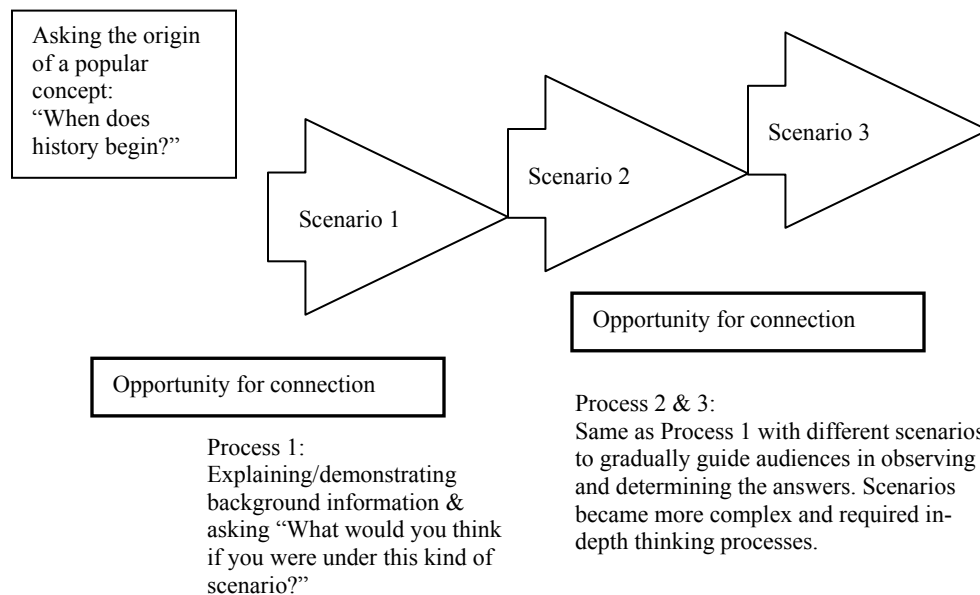 Asking the origin
of a popular
concept:
“When does
history begin?”
Scenario 1
Scenario 2
Scenario 3
Opportunity for connection
Opportunity for connection
Process 1:
Explaining/demonstrating
background information &
asking “What would you think
if you were under this kind of
scenario?”
Process 2 & 3:
Same as Process 1 with different scenarios
to gradually guide audiences in observing
and determining the answers. Scenarios
became more complex and required in-
depth thinking processes.